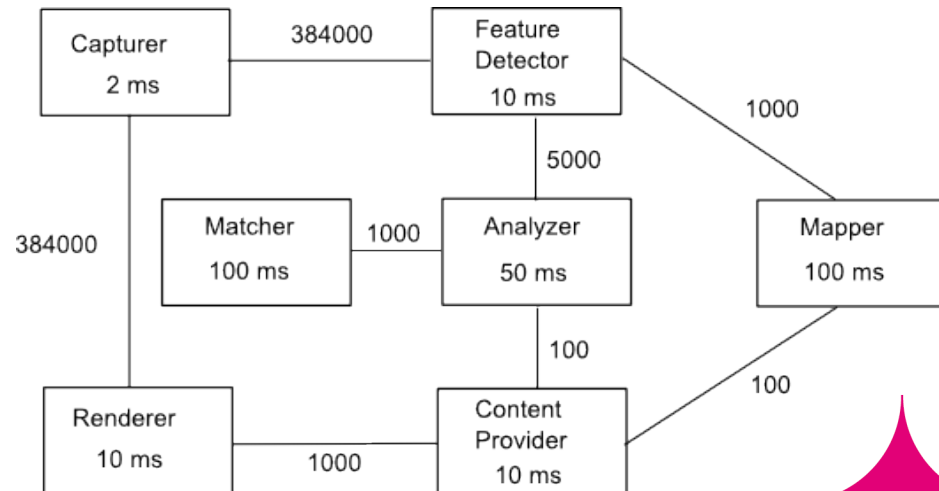 Capturer
2 ms
384000
Feature
Detector
10 ms
1000
5000
384000
Matcher
100 ms
1000
Analyzer
50 ms
Mapper
100 ms
100
100
Renderer
10 ms
1000
Content
Provider
10 ms